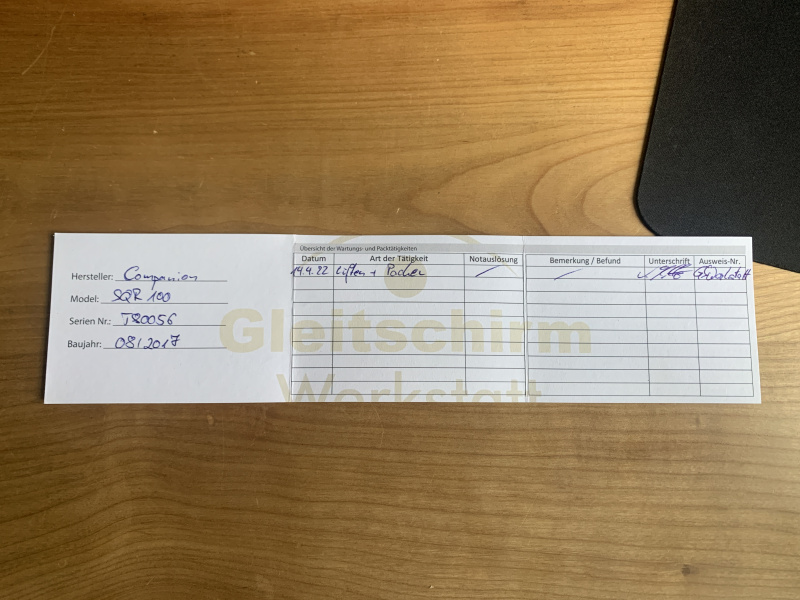 Hersteller: Companion
Model: SQR 100
Serien Nr.: T80056
Baujahr: 08/2017
Übersicht der Wartungs- und Packtätigkeiten
Datum Art der Tätigkeit Notauslösung Bemerkung / Befund Unterschrift Ausweis-Nr.
14.4.22 Lüften + Packen
Gleitschirm
Werkstatt